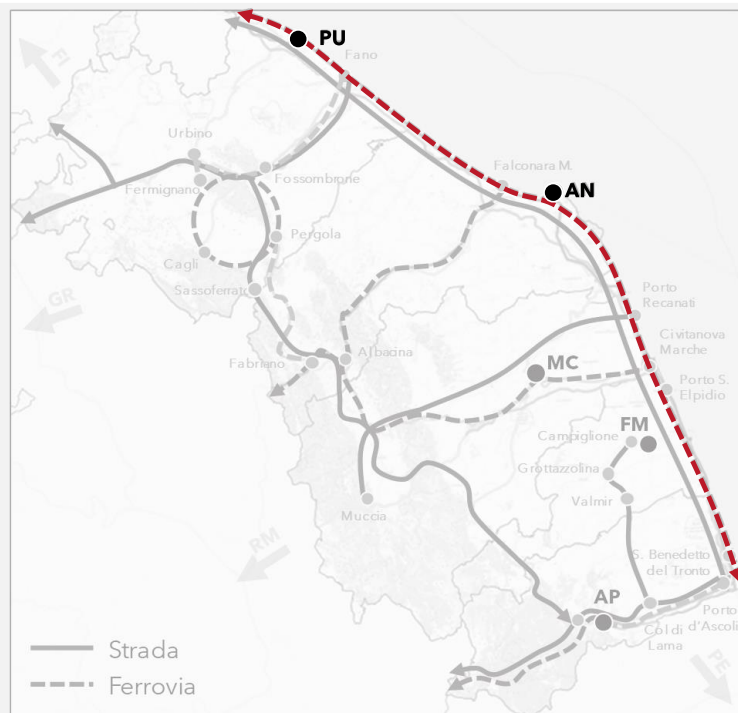 PU
FI
Fano
Urbino
Falconara M.
AN
Fermignano
Fossombrone
Pergola
Cagli
Sassoferrato
GR
Porto
Recanati
Civitanova
Marche
Fabriano
Albacina
MC
Porto S.
Elpidio
FM
Campiglione
Grottazzolina
Valmir
Muccia
RM
S. Benedetto
del Tronto
AP
Porto
d'Ascoli
Col di
Lama
PE
Strada
Ferrovia